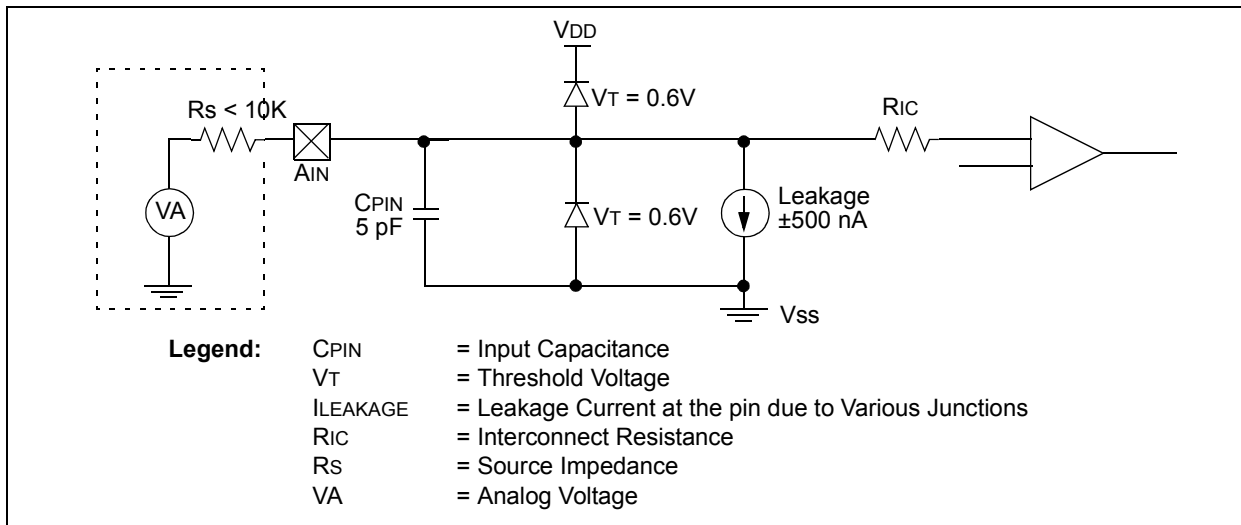 VDD
VT = 0.6V
RS < 10K
RIC
AIN
VA
CPIN
5 pF
VT = 0.6V
Leakage
±500 nA
Vss
Legend: CPIN = Input Capacitance
VT = Threshold Voltage
ILEAKAGE = Leakage Current at the pin due to Various Junctions
RIC = Interconnect Resistance
RS = Source Impedance
VA = Analog Voltage